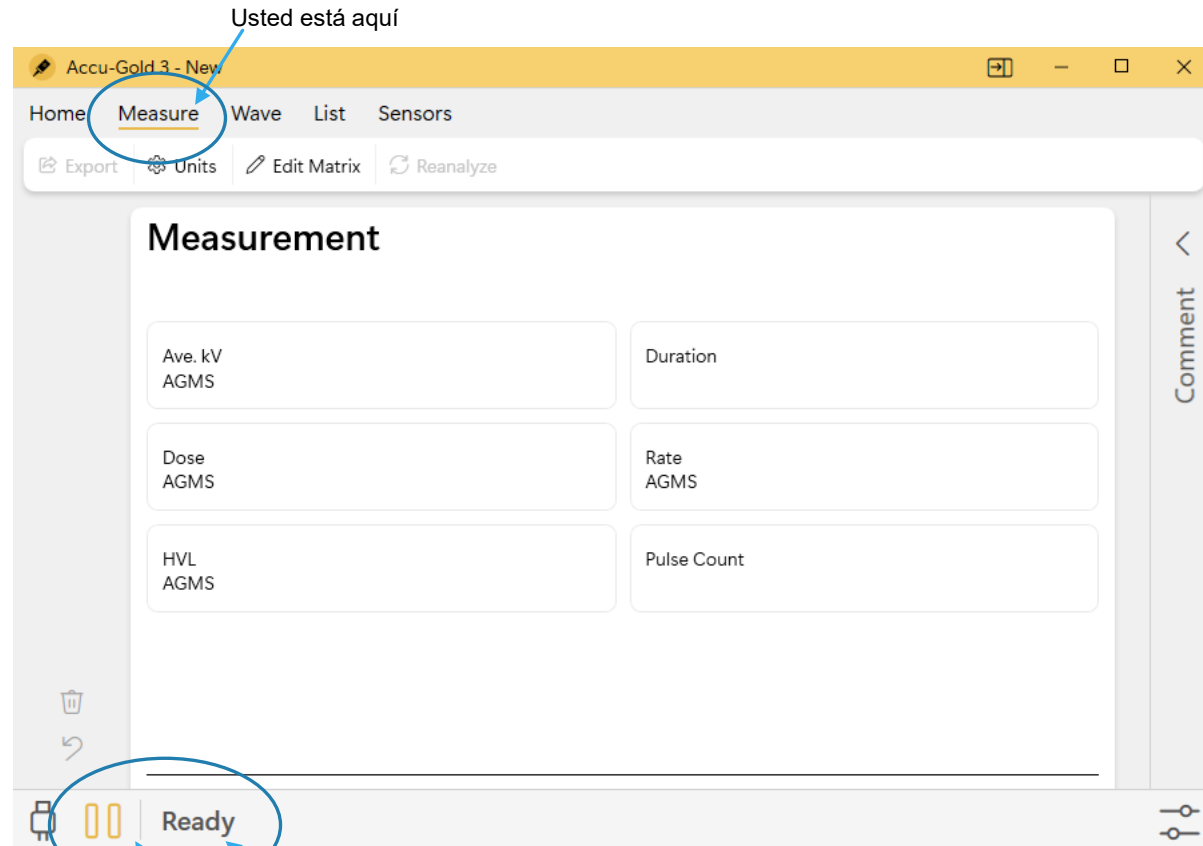 Usted está aquí
Accu-Gold 3 - New
Home Measure Wave List Sensors
Export Units Edit Matrix Reanalyze
Measurement
Comment
Ave. kV
AGMS
Duration
Dose
AGMS
Rate
AGMS
HVL
AGMS
Pulse Count
Ready